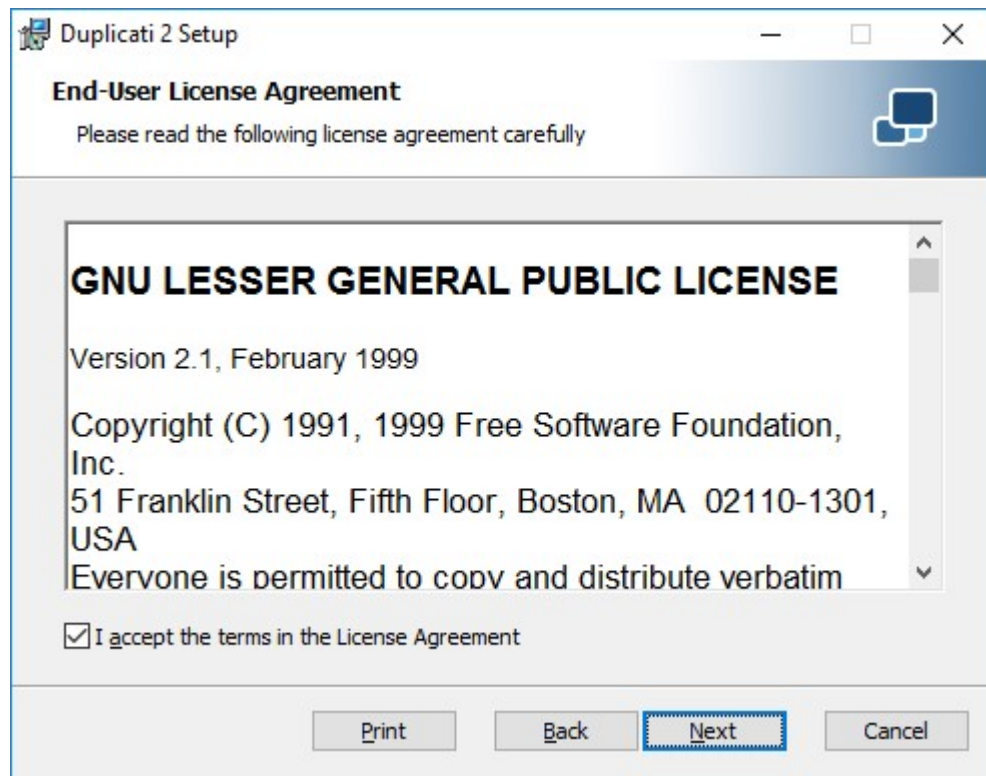 Duplicati 2 Setup
End-User License Agreement
Please read the following license agreement carefully
GNU LESSER GENERAL PUBLIC LICENSE
Version 2.1, February 1999
Copyright (C) 1991, 1999 Free Software Foundation,
Inc.
51 Franklin Street, Fifth Floor, Boston, MA  02110-1301,
USA
Everyone is permitted to copy and distribute verbatim
I accept the terms in the License Agreement
Print Back Next Cancel